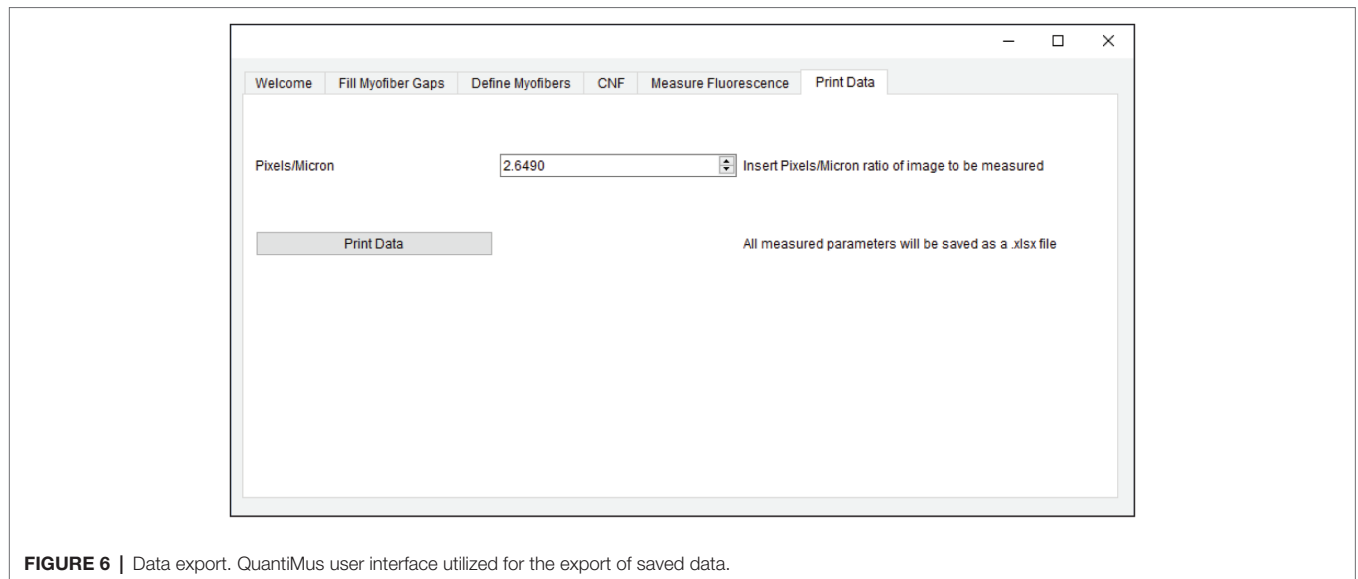 Welcome Fill Myofiber Gaps Define Myofibers CNF Measure Fluorescence Print Data
Pixels/Micron 2.6490 Insert Pixels/Micron ratio of image to be measured
Print Data All measured parameters will be saved as a .xlsx file
FIGURE 6 | Data export. QuantiMus user interface utilized for the export of saved data.